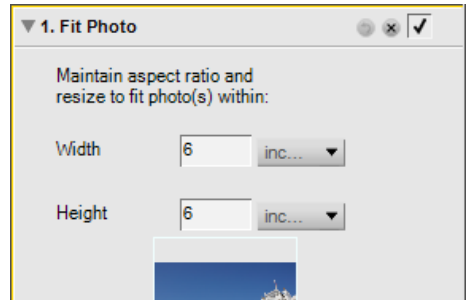 1. Fit Photo
Maintain aspect ratio and
resize to fit photo(s) within:
Width 6 inc...
Height 6 inc...